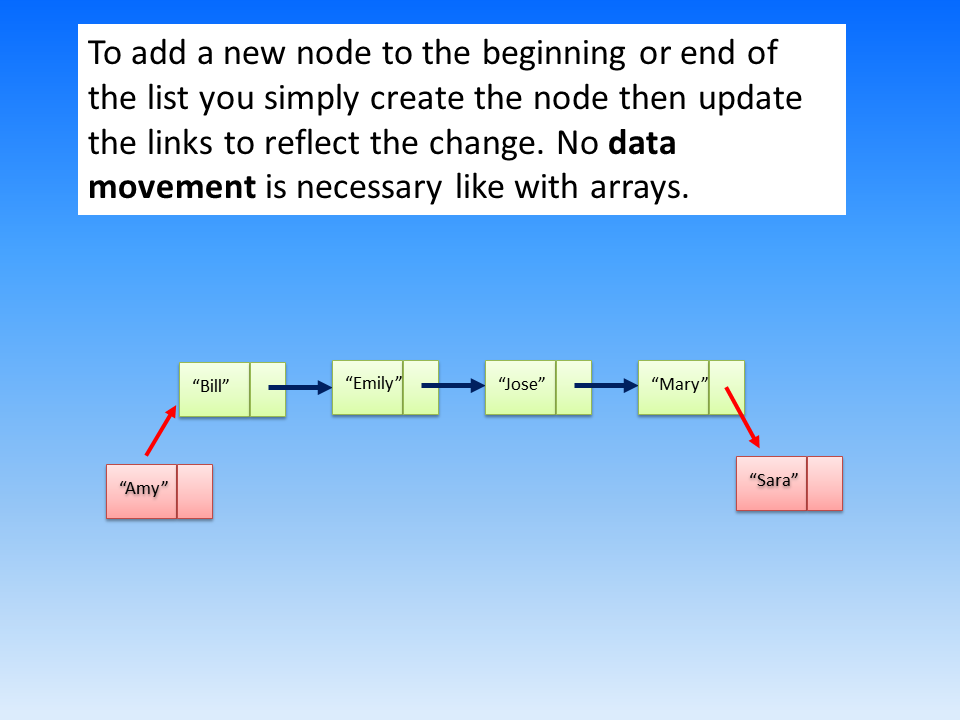 To add a new node to the beginning or end of
the list you simply create the node then update
the links to reflect the change. No data
movement is necessary like with arrays.
“Bill”
“Emily”
“Jose”
“Mary”
“Amy”
“Sara”